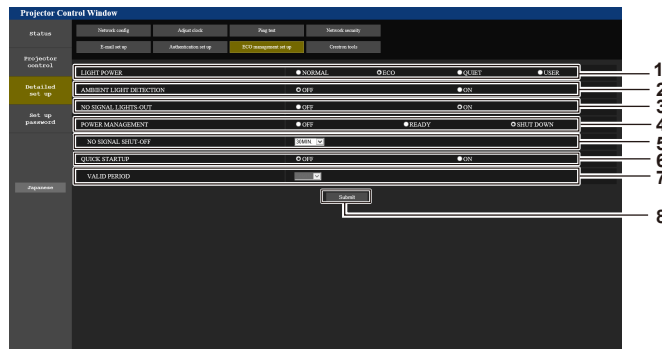 Projector Control Window
Status
Network config Adjust clock Ping test Network security
E-mail set up Authentication set up ECO management set up Crestron tools
Projector
control
Detailed
set up
Set up
password
Japanese
LIGHT POWER NORMAL ECO QUIET USER 1
AMBIENT LIGHT DETECTION OFF ON 2
NO SIGNAL LIGHTS-OUT OFF ON 3
POWER MANAGEMENT OFF READY SHUT DOWN 4
NO SIGNAL SHUT-OFF 30MIN. 5
QUICK STARTUP OFF ON 6
VALID PERIOD 7
Submit 8